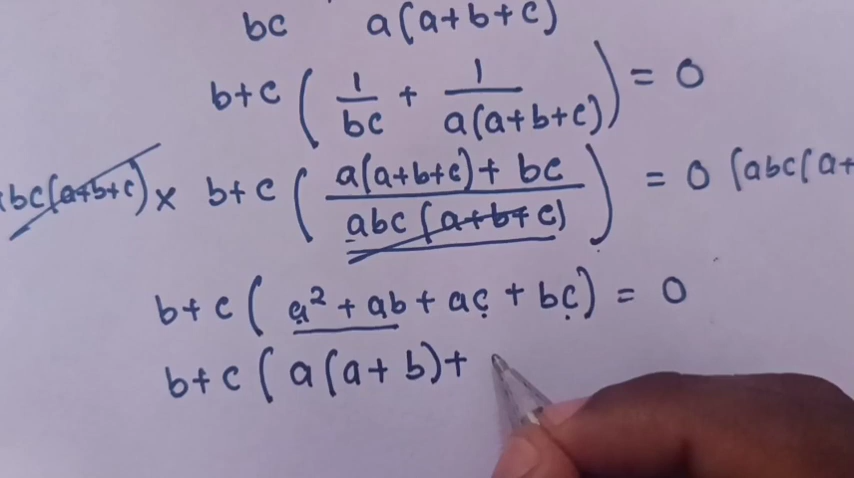 bc a(a+b+c)
b+c ( 1/bc + 1/a(a+b+c) ) = 0
bc(a+b+c) × b+c ( a(a+b+c) + bc / abc(a+b+c) ) = 0 (abc(a+
b+c ( a² + ab + ac + bc ) = 0
b+c ( a(a+b)+